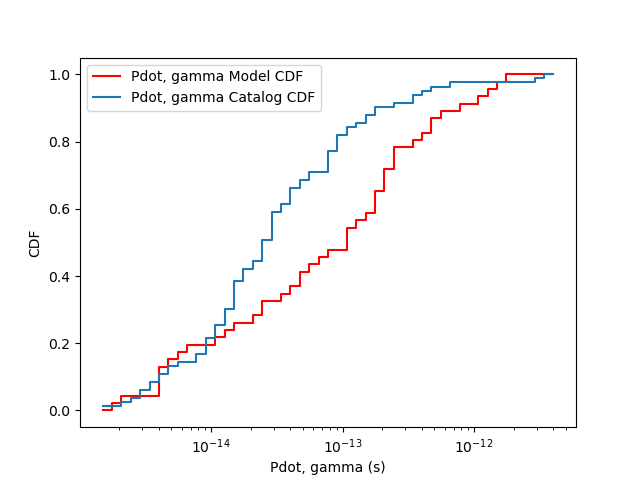 Pdot, gamma Model CDF
Pdot, gamma Catalog CDF
1.0
0.8
0.6
0.4
0.2
0.0
CDF
10⁻¹⁴ 10⁻¹³ 10⁻¹²
Pdot, gamma (s)